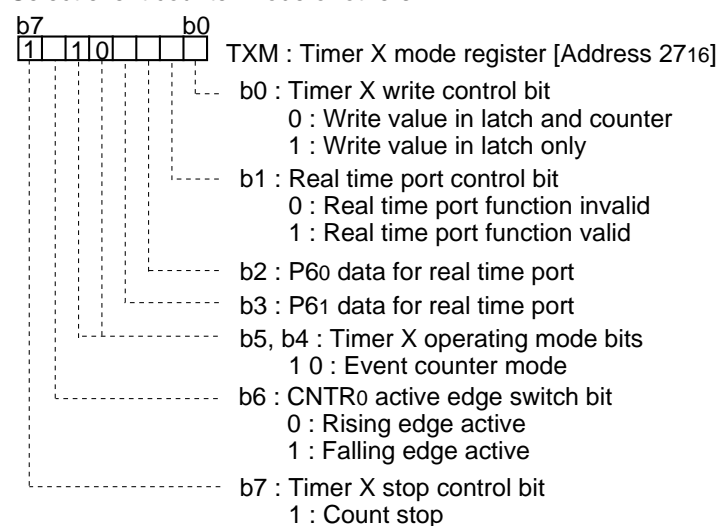 b7 b0
1 1 0 TXM : Timer X mode register [Address 2716]
b0 : Timer X write control bit
0 : Write value in latch and counter
1 : Write value in latch only
b1 : Real time port control bit
0 : Real time port function invalid
1 : Real time port function valid
b2 : P60 data for real time port
b3 : P61 data for real time port
b5, b4 : Timer X operating mode bits
1 0 : Event counter mode
b6 : CNTR0 active edge switch bit
0 : Rising edge active
1 : Falling edge active
b7 : Timer X stop control bit
1 : Count stop